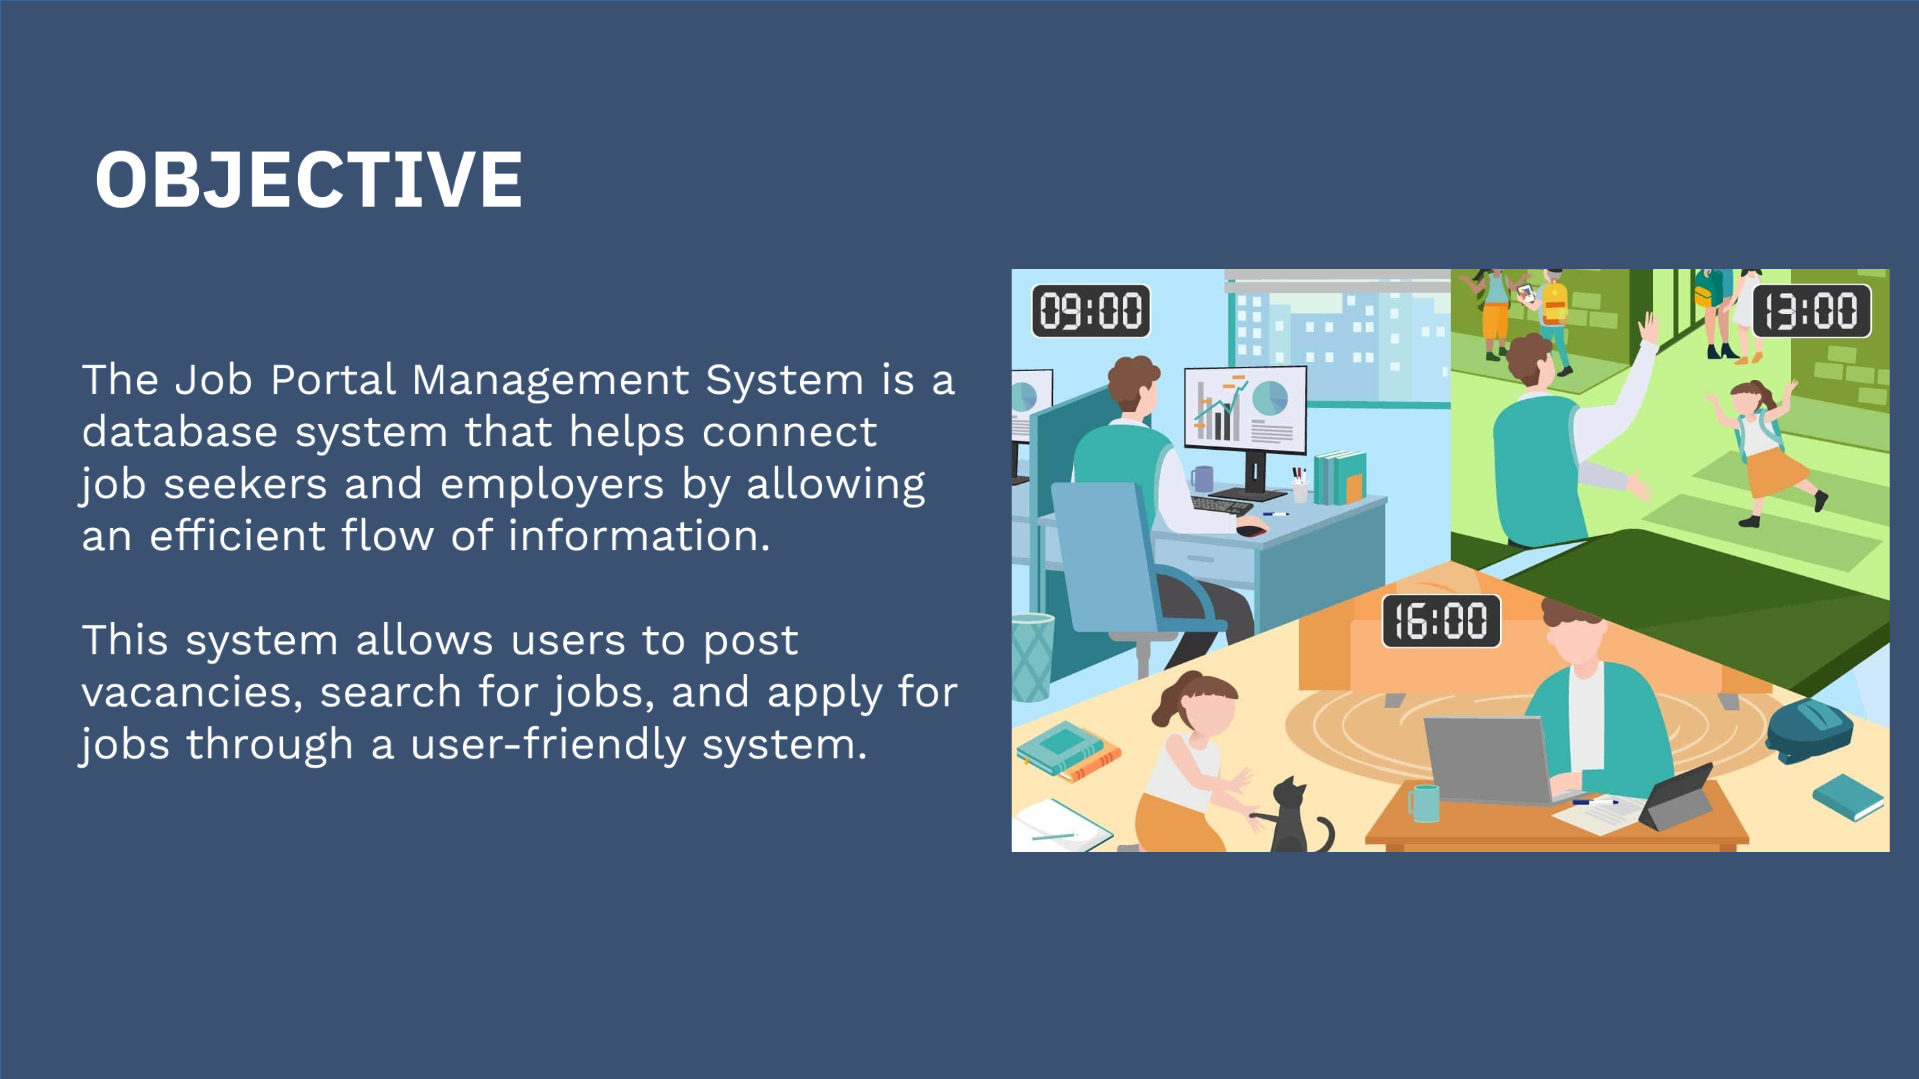 OBJECTIVE
The Job Portal Management System is a
database system that helps connect
job seekers and employers by allowing
an efficient flow of information.
This system allows users to post
vacancies, search for jobs, and apply for
jobs through a user-friendly system.
09:00
13:00
16:00